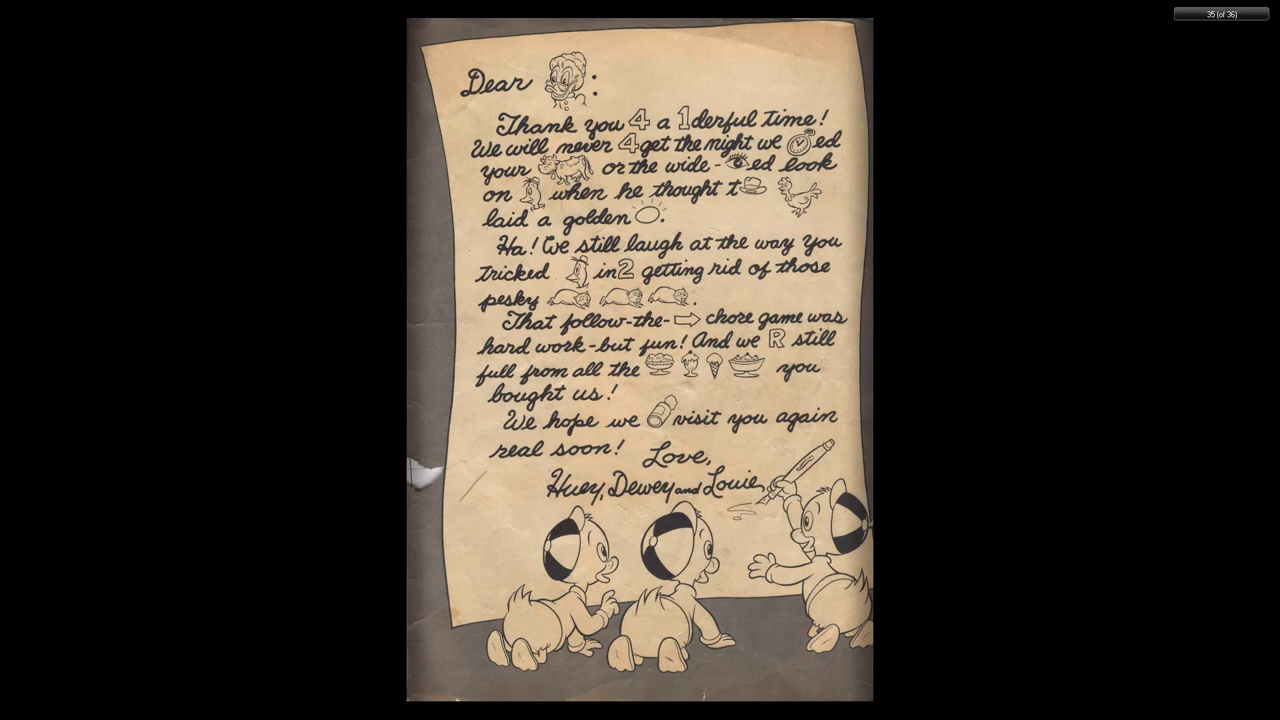 35 (of 36)
Dear :
Thank you 4 a 1derful time!
We will never 4get the night we ed
your or the wide-ed look
on when he thought t
laid a golden .
Ha! We still laugh at the way you
tricked in2 getting rid of those
pesky .
That follow-the- chore game was
hard work-but fun! And we R still
full from all the you
bought us!
We hope we visit you again
real soon!
Love,
Huey, Dewey and Louie